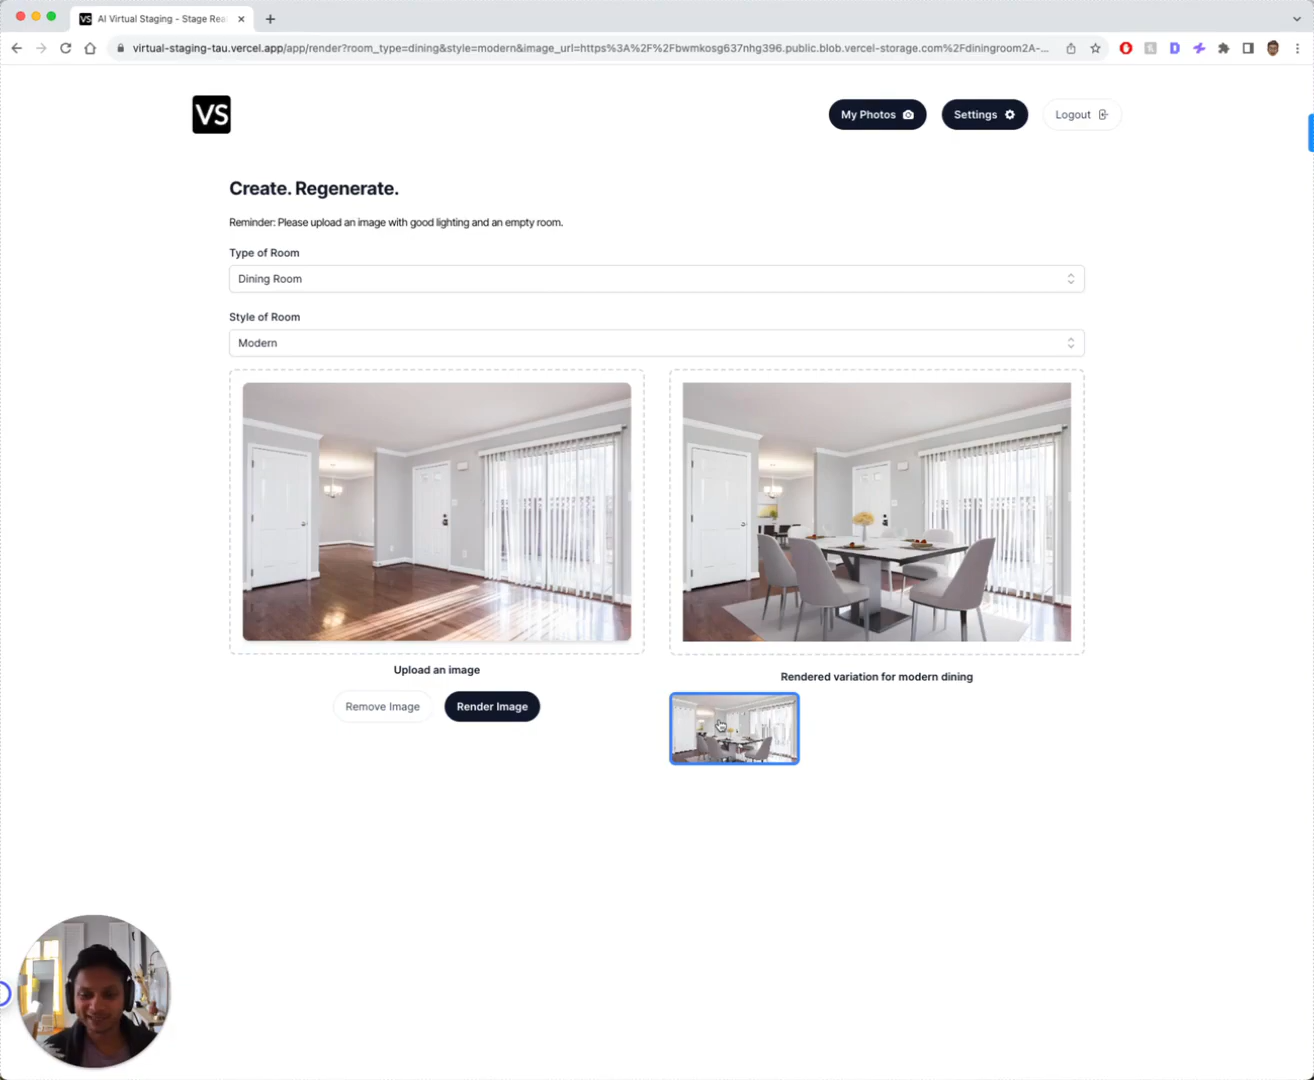 AI Virtual Staging - Stage Rea
virtual-staging-tau.vercel.app/app/render?room_type=dining&style=modern&image_url=https%3A%2F%2Fbwmkosg637nhg396.public.blob.vercel-storage.com%2Fdiningroom2A-...
VS
My Photos
Settings
Logout
Create. Regenerate.
Reminder: Please upload an image with good lighting and an empty room.
Type of Room
Dining Room
Style of Room
Modern
Upload an image
Rendered variation for modern dining
Remove Image
Render Image